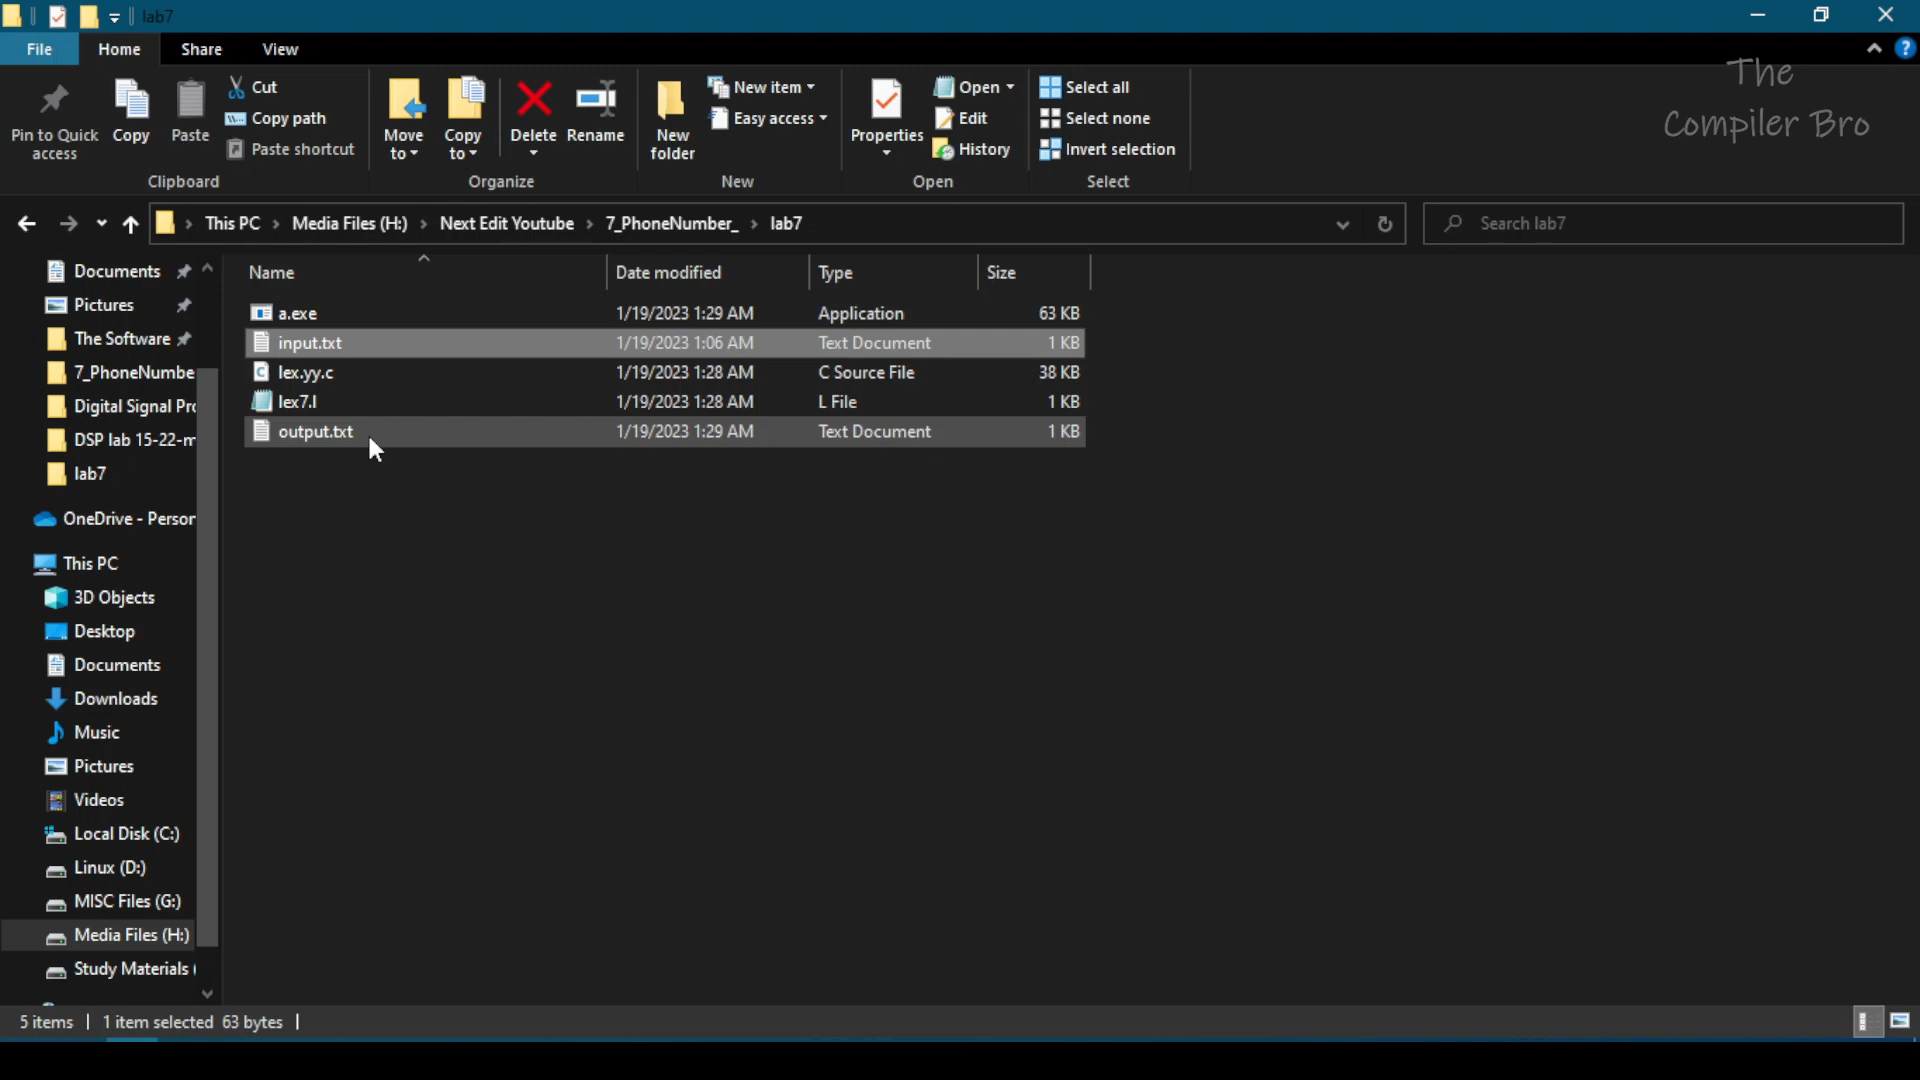 lab7
File Home Share View
The
Compiler Bro
Pin to Quick access
Copy
Paste
Cut
Copy path
Paste shortcut
Clipboard
Move to
Copy to
Delete
Rename
Organize
New folder
New item
Easy access
New
Properties
Open
Edit
History
Open
Select all
Select none
Invert selection
Select
This PC › Media Files (H:) › Next Edit Youtube › 7_PhoneNumber_ › lab7
Search lab7
Documents
Pictures
The Software
7_PhoneNumbe
Digital Signal Pro
DSP lab 15-22-m
lab7
OneDrive - Person
This PC
3D Objects
Desktop
Documents
Downloads
Music
Pictures
Videos
Local Disk (C:)
Linux (D:)
MISC Files (G:)
Media Files (H:)
Study Materials (
Name Date modified Type Size
a.exe 1/19/2023 1:29 AM Application 63 KB
input.txt 1/19/2023 1:06 AM Text Document 1 KB
lex.yy.c 1/19/2023 1:28 AM C Source File 38 KB
lex7.l 1/19/2023 1:28 AM L File 1 KB
output.txt 1/19/2023 1:29 AM Text Document 1 KB
5 items 1 item selected 63 bytes